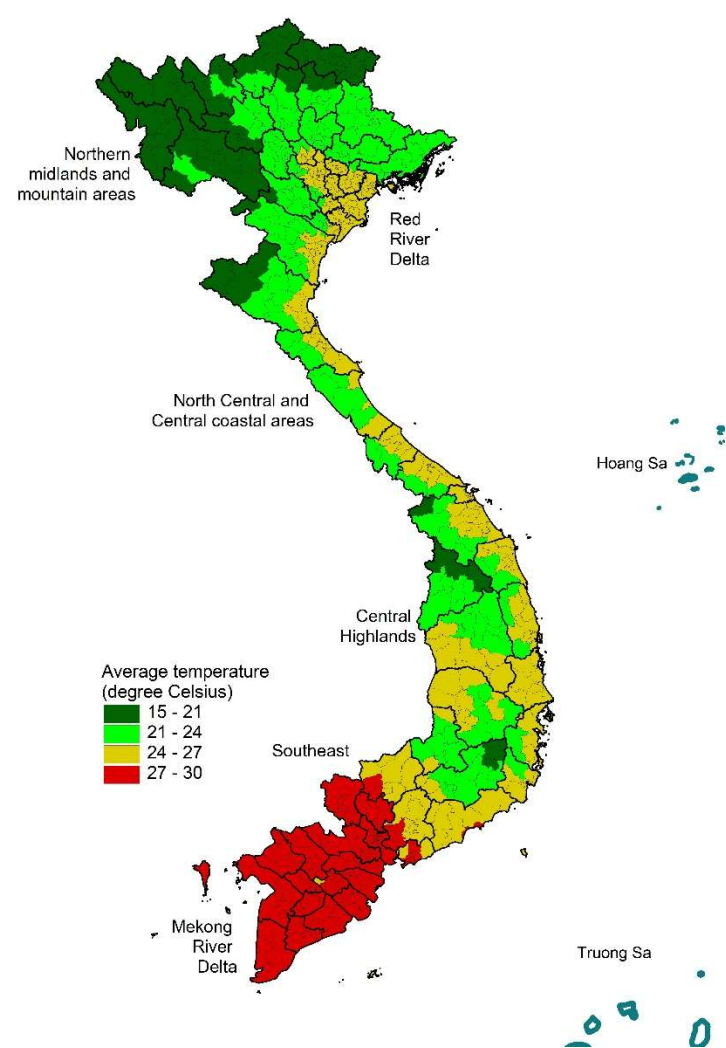 Northern
midlands and
mountain areas
Red
River
Delta
North Central and
Central coastal areas
Hoang Sa
Central
Highlands
Average temperature
(degree Celsius)
15 - 21
21 - 24
24 - 27
27 - 30
Southeast
Mekong
River
Delta
Truong Sa